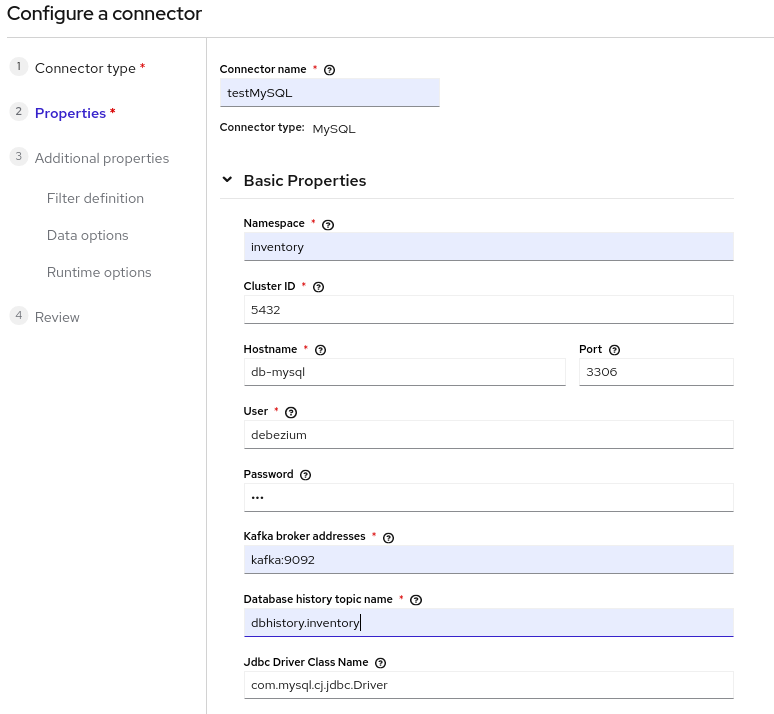 Configure a connector
1 Connector type *
2 Properties *
3 Additional properties
Filter definition
Data options
Runtime options
4 Review
Connector name *
testMySQL
Connector type: MySQL
Basic Properties
Namespace *
inventory
Cluster ID *
5432
Hostname * Port
db-mysql 3306
User *
debezium
Password
•••
Kafka broker addresses *
kafka:9092
Database history topic name *
dbhistory.inventory
Jdbc Driver Class Name
com.mysql.cj.jdbc.Driver